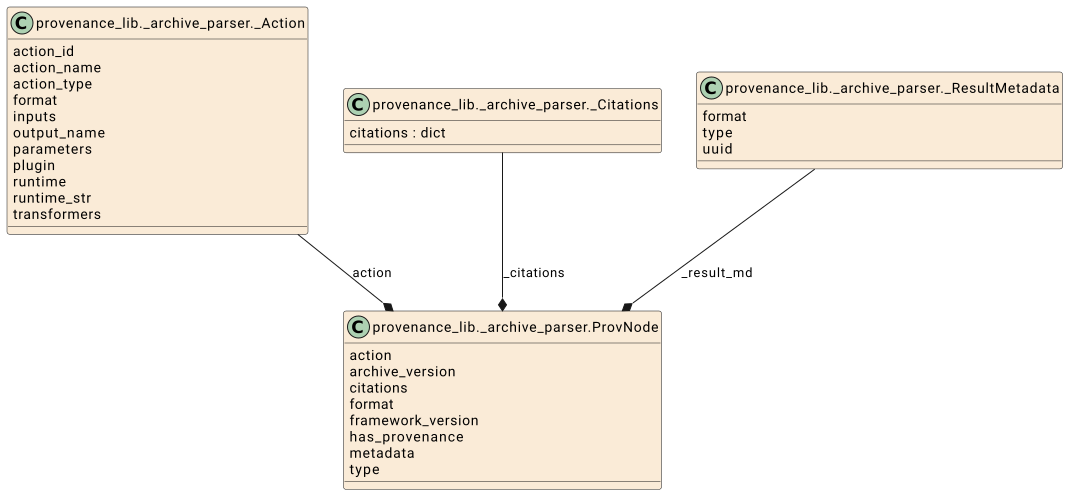 C provenance_lib._archive_parser._Action
action_id
action_name
action_type
format
inputs
output_name
parameters
plugin
runtime
runtime_str
transformers
C provenance_lib._archive_parser._Citations
citations : dict
C provenance_lib._archive_parser._ResultMetadata
format
type
uuid
action
_citations
_result_md
C provenance_lib._archive_parser.ProvNode
action
archive_version
citations
format
framework_version
has_provenance
metadata
type